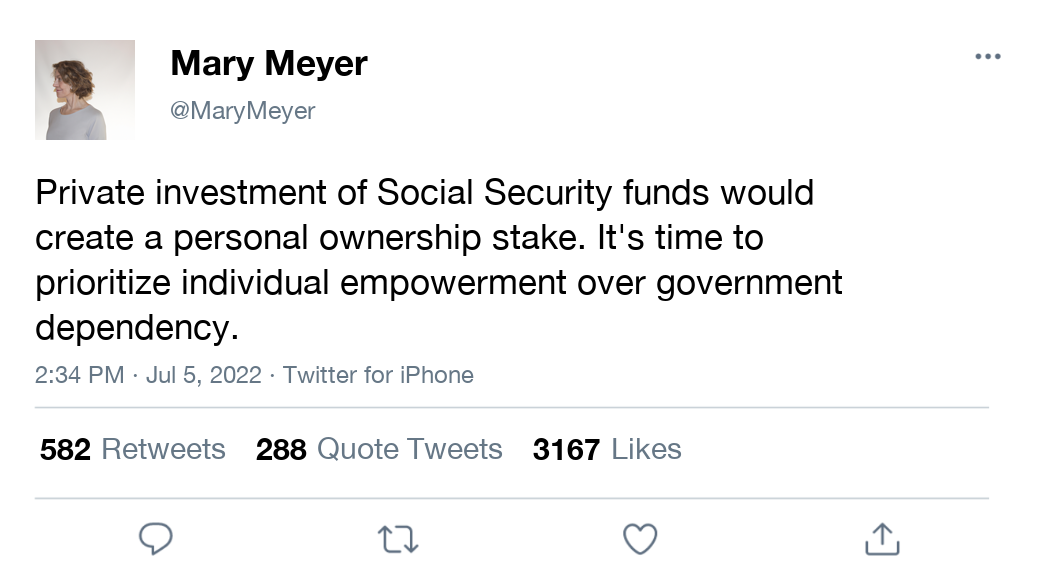 Mary Meyer
@MaryMeyer
Private investment of Social Security funds would
create a personal ownership stake. It's time to
prioritize individual empowerment over government
dependency.
2:34 PM · Jul 5, 2022 · Twitter for iPhone
582 Retweets 288 Quote Tweets 3167 Likes